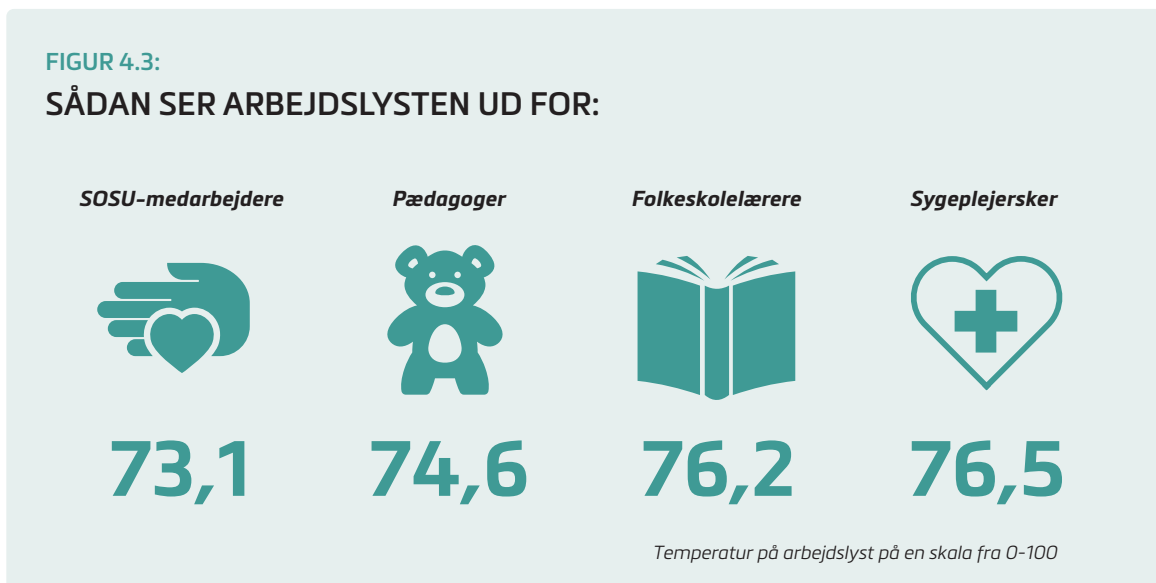 FIGUR 4.3:
SÅDAN SER ARBEJDSLYSTEN UD FOR:
SOSU-medarbejdere
Pædagoger
Folkeskolelærere
Sygeplejersker
73,1
74,6
76,2
76,5
Temperatur på arbejdslyst på en skala fra 0-100